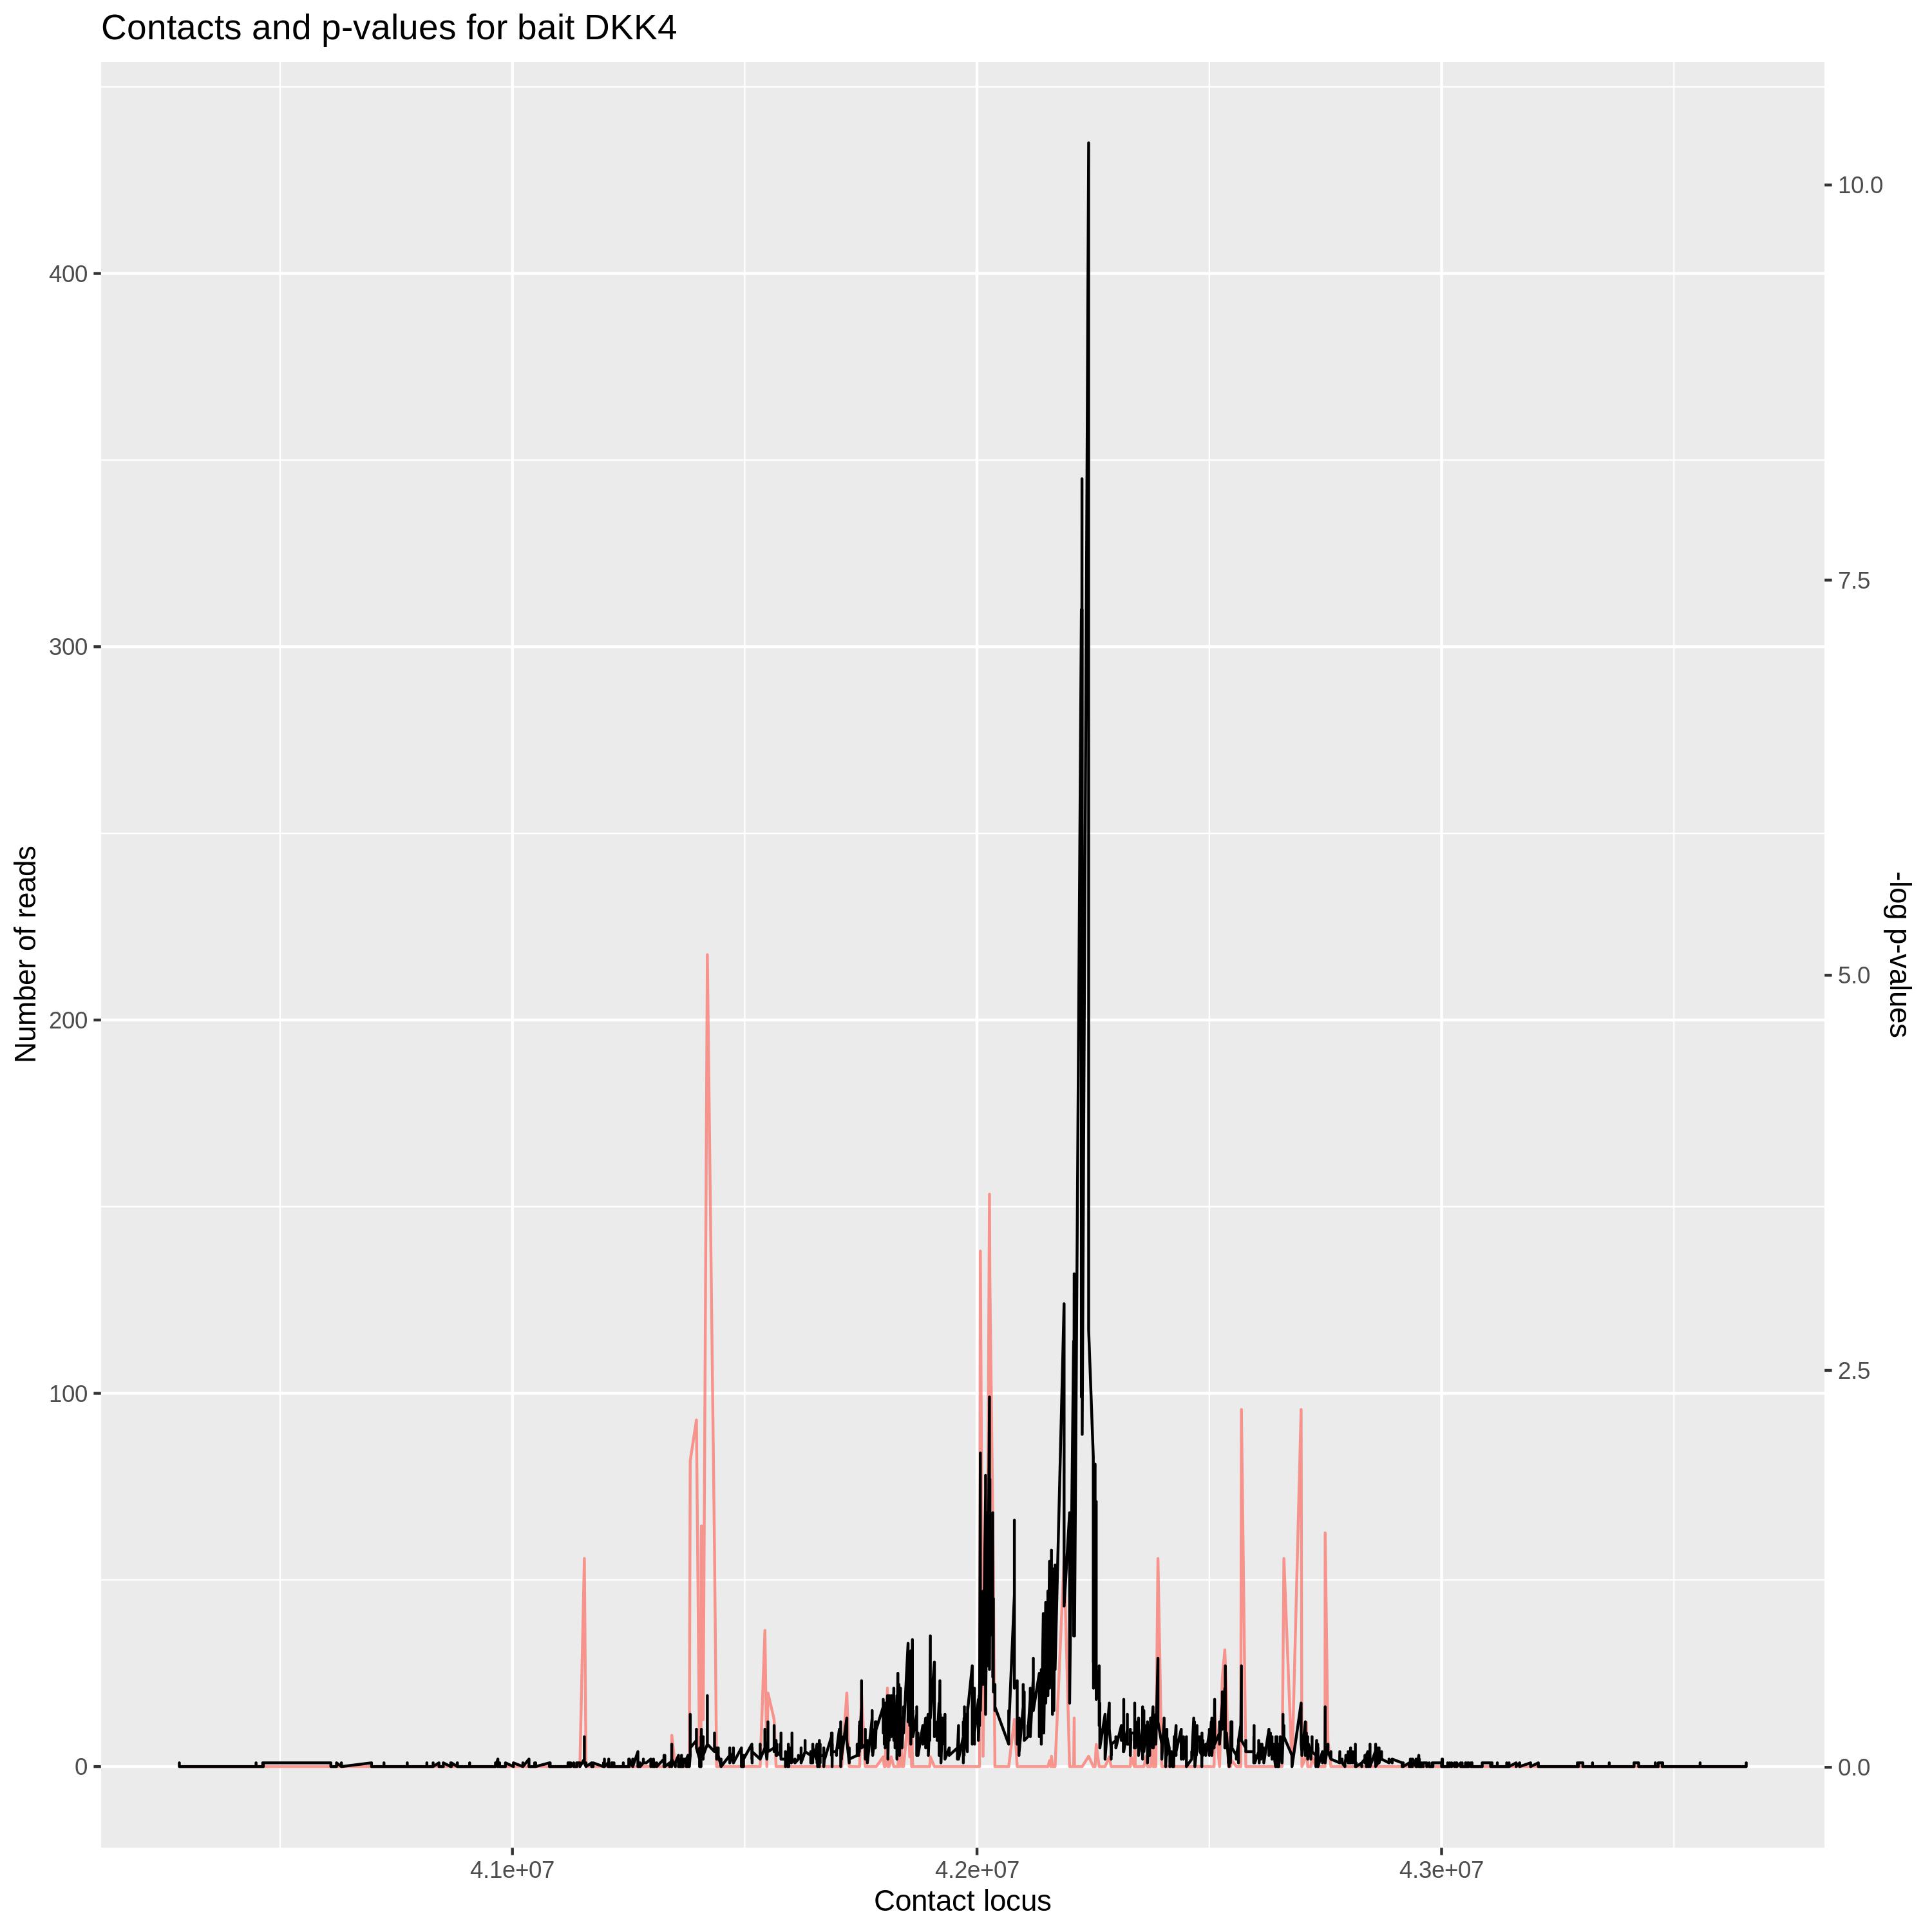 Contacts and p-values for bait DKK4
400
300
200
100
0
Number of reads
10.0
7.5
5.0
2.5
0.0
-log p-values
4.1e+07
4.2e+07
4.3e+07
Contact locus